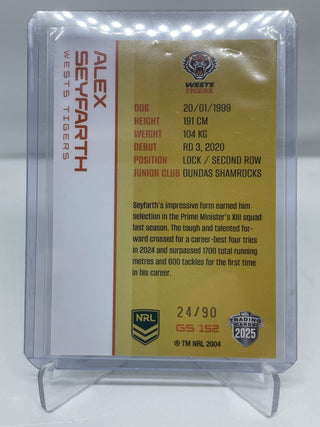 ALEX
SEYFARTH
WESTS TIGERS
WESTS
TIGERS
DOB 20/01/1999
HEIGHT 191 CM
WEIGHT 104 KG
DEBUT RD 3, 2020
POSITION LOCK / SECOND ROW
JUNIOR CLUB DUNDAS SHAMROCKS
Seyfarth's impressive form earned him
selection in the Prime Minister's XIII squad
last season. The tough and talented for-
ward crossed for a career-best four tries
in 2024 and surpassed 1700 total running
metres and 600 tackles for the first time
in his career.
NRL
24/90
GS 152
® TM NRL 2004
NRL
TRADING
CARDS
2025